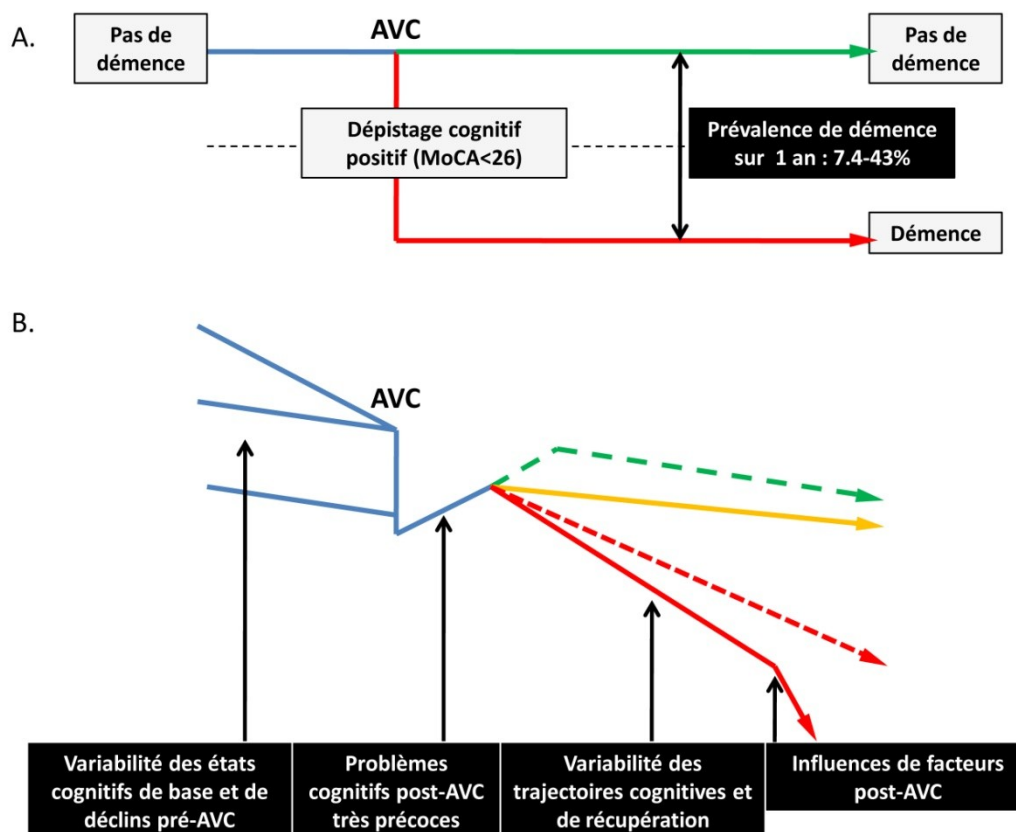 A.
Pas de
démence
AVC
Pas de
démence
Dépistage cognitif
positif (MoCA<26)
Prévalence de démence
sur 1 an : 7.4-43%
Démence
B.
AVC
Variabilité des états
cognitifs de base et de
déclins pré-AVC
Problèmes
cognitifs post-AVC
très précoces
Variabilité des
trajectoires cognitives et
de récupération
Influences de facteurs
post-AVC